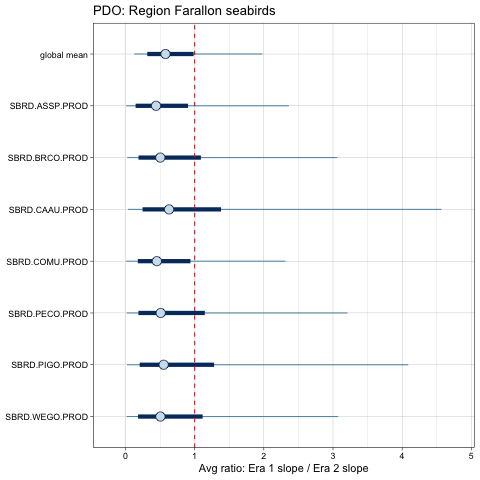 PDO: Region Farallon seabirds
global mean
SBRD.ASSP.PROD
SBRD.BRCO.PROD
SBRD.CAAU.PROD
SBRD.COMU.PROD
SBRD.PECO.PROD
SBRD.PIGO.PROD
SBRD.WEGO.PROD
0 1 2 3 4 5
Avg ratio: Era 1 slope / Era 2 slope